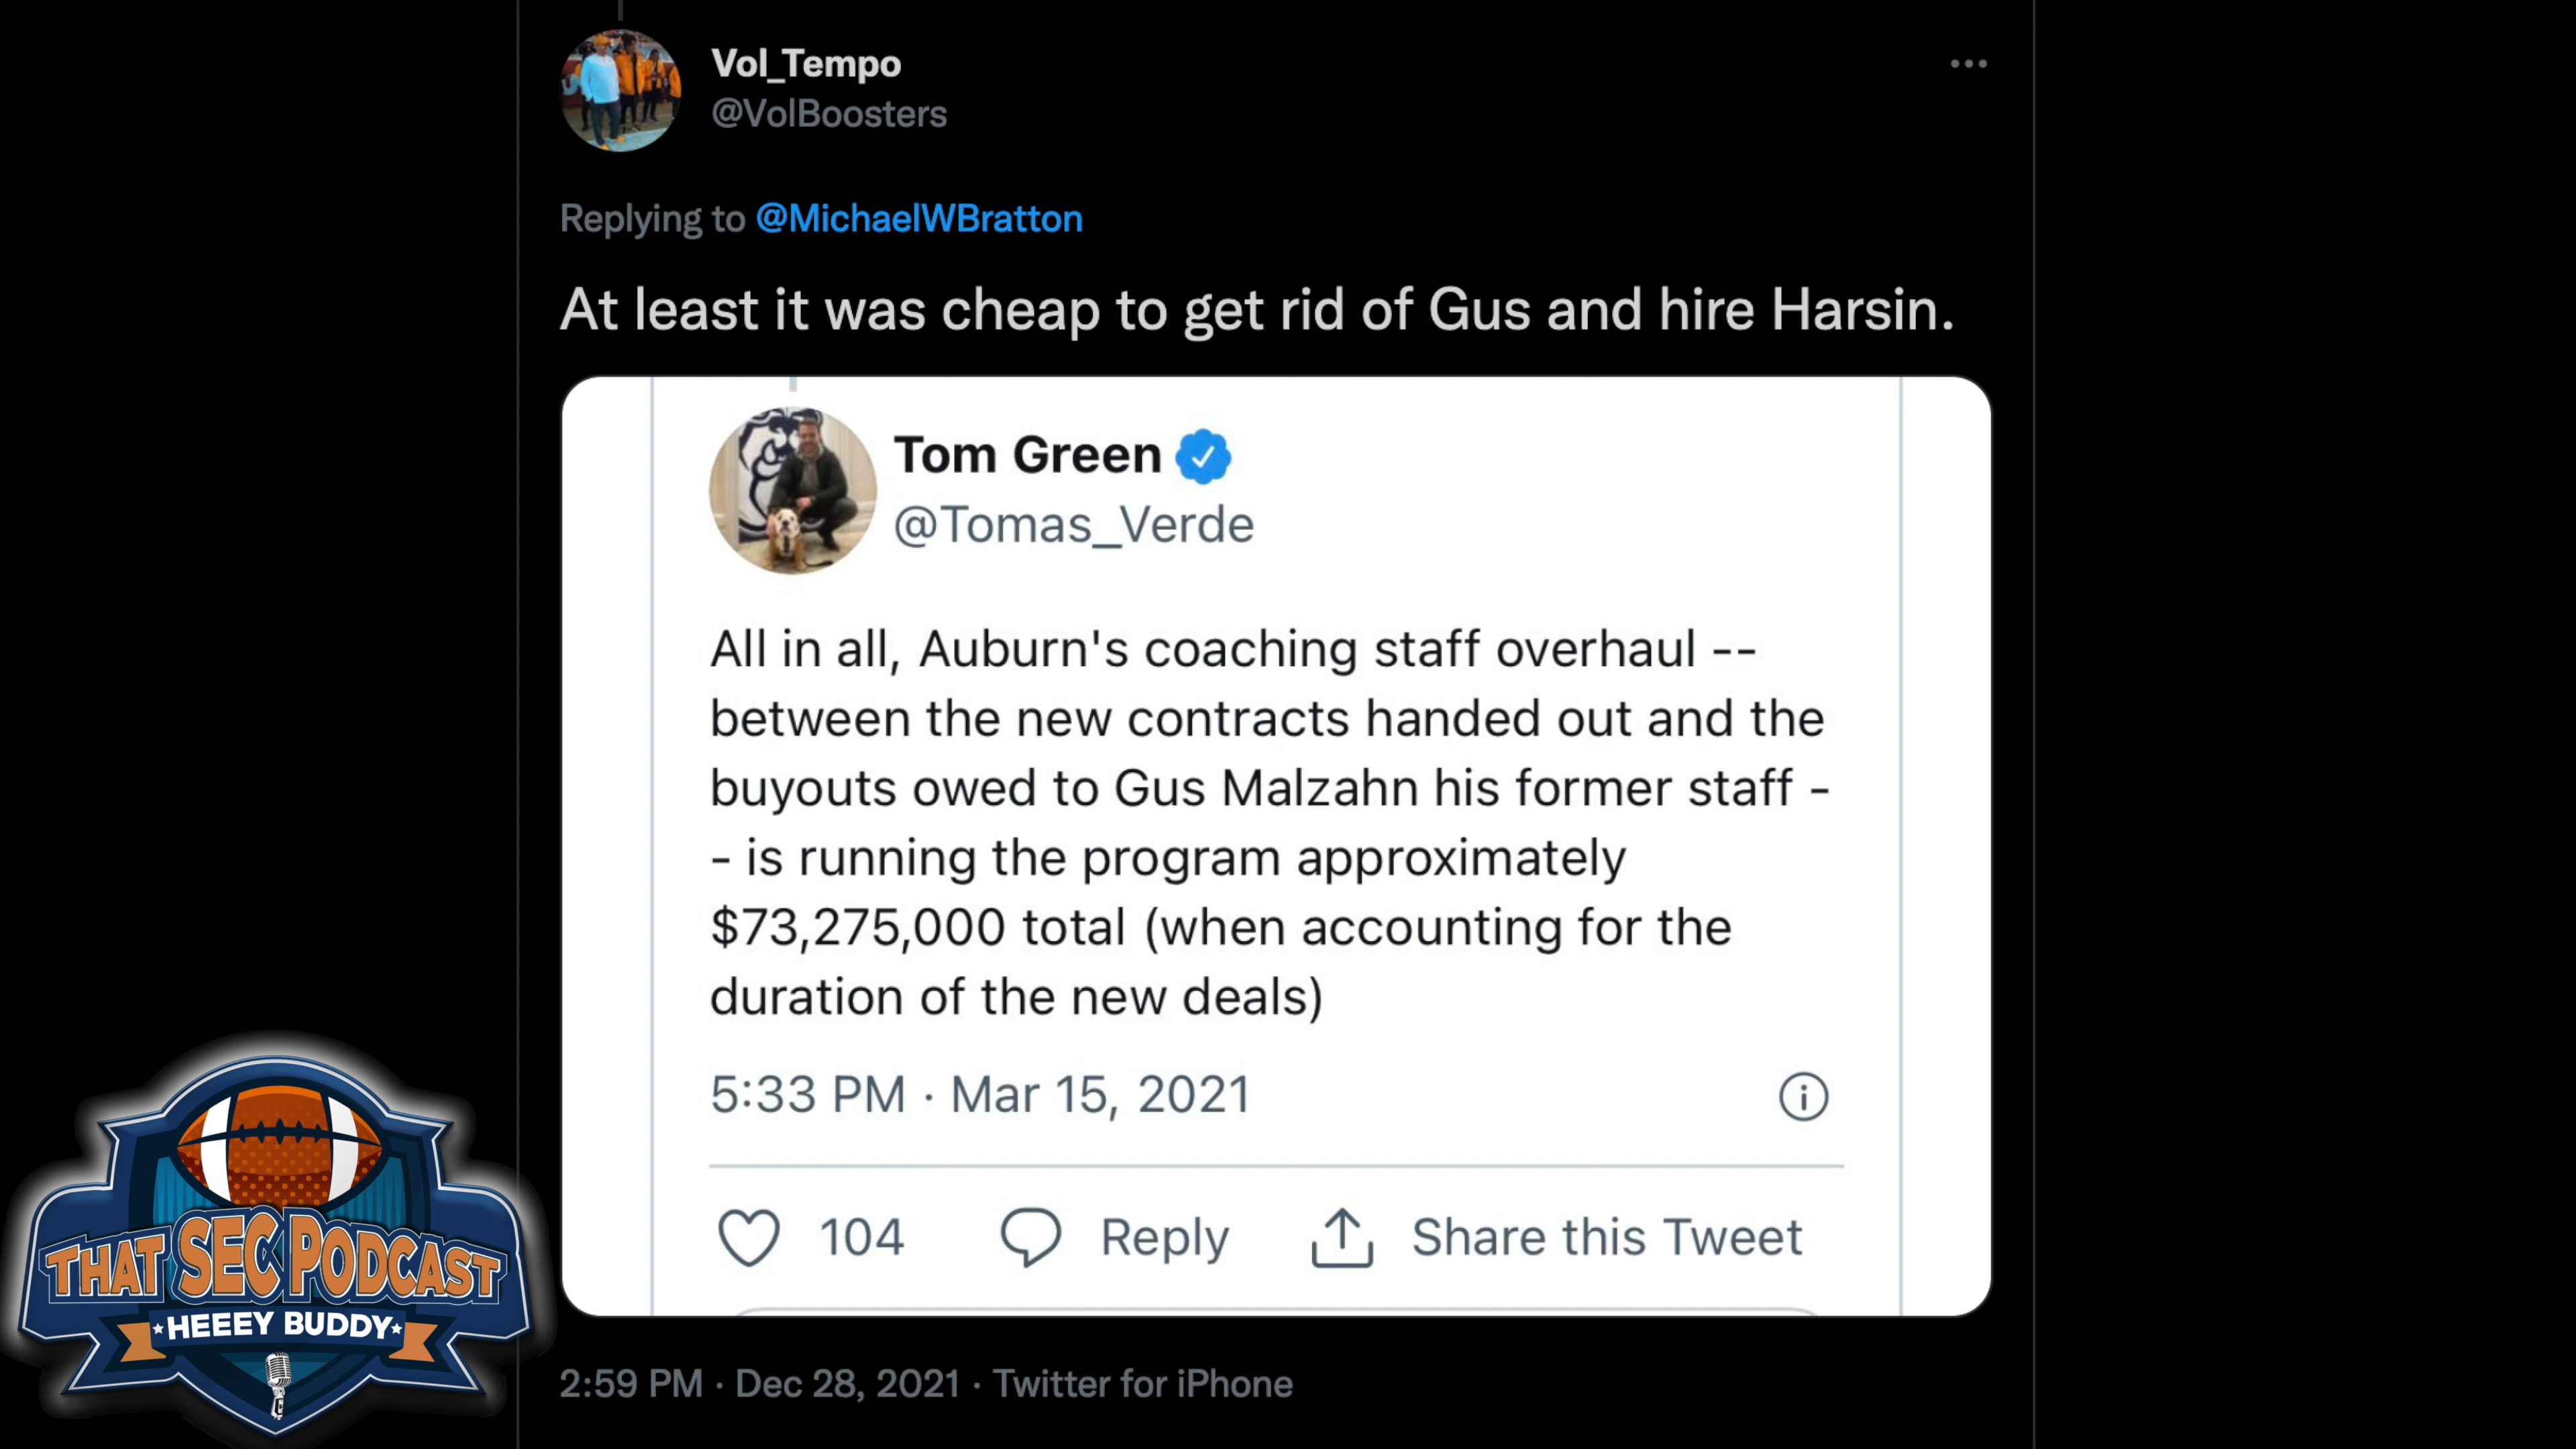 Vol_Tempo
@VolBoosters
Replying to @MichaelWBratton
At least it was cheap to get rid of Gus and hire Harsin.
Tom Green
@Tomas_Verde
All in all, Auburn's coaching staff overhaul --
between the new contracts handed out and the
buyouts owed to Gus Malzahn his former staff -
- is running the program approximately
$73,275,000 total (when accounting for the
duration of the new deals)
5:33 PM · Mar 15, 2021
104 Reply Share this Tweet
THAT SEC PODCAST
HEEEY BUDDY
2:59 PM · Dec 28, 2021 · Twitter for iPhone